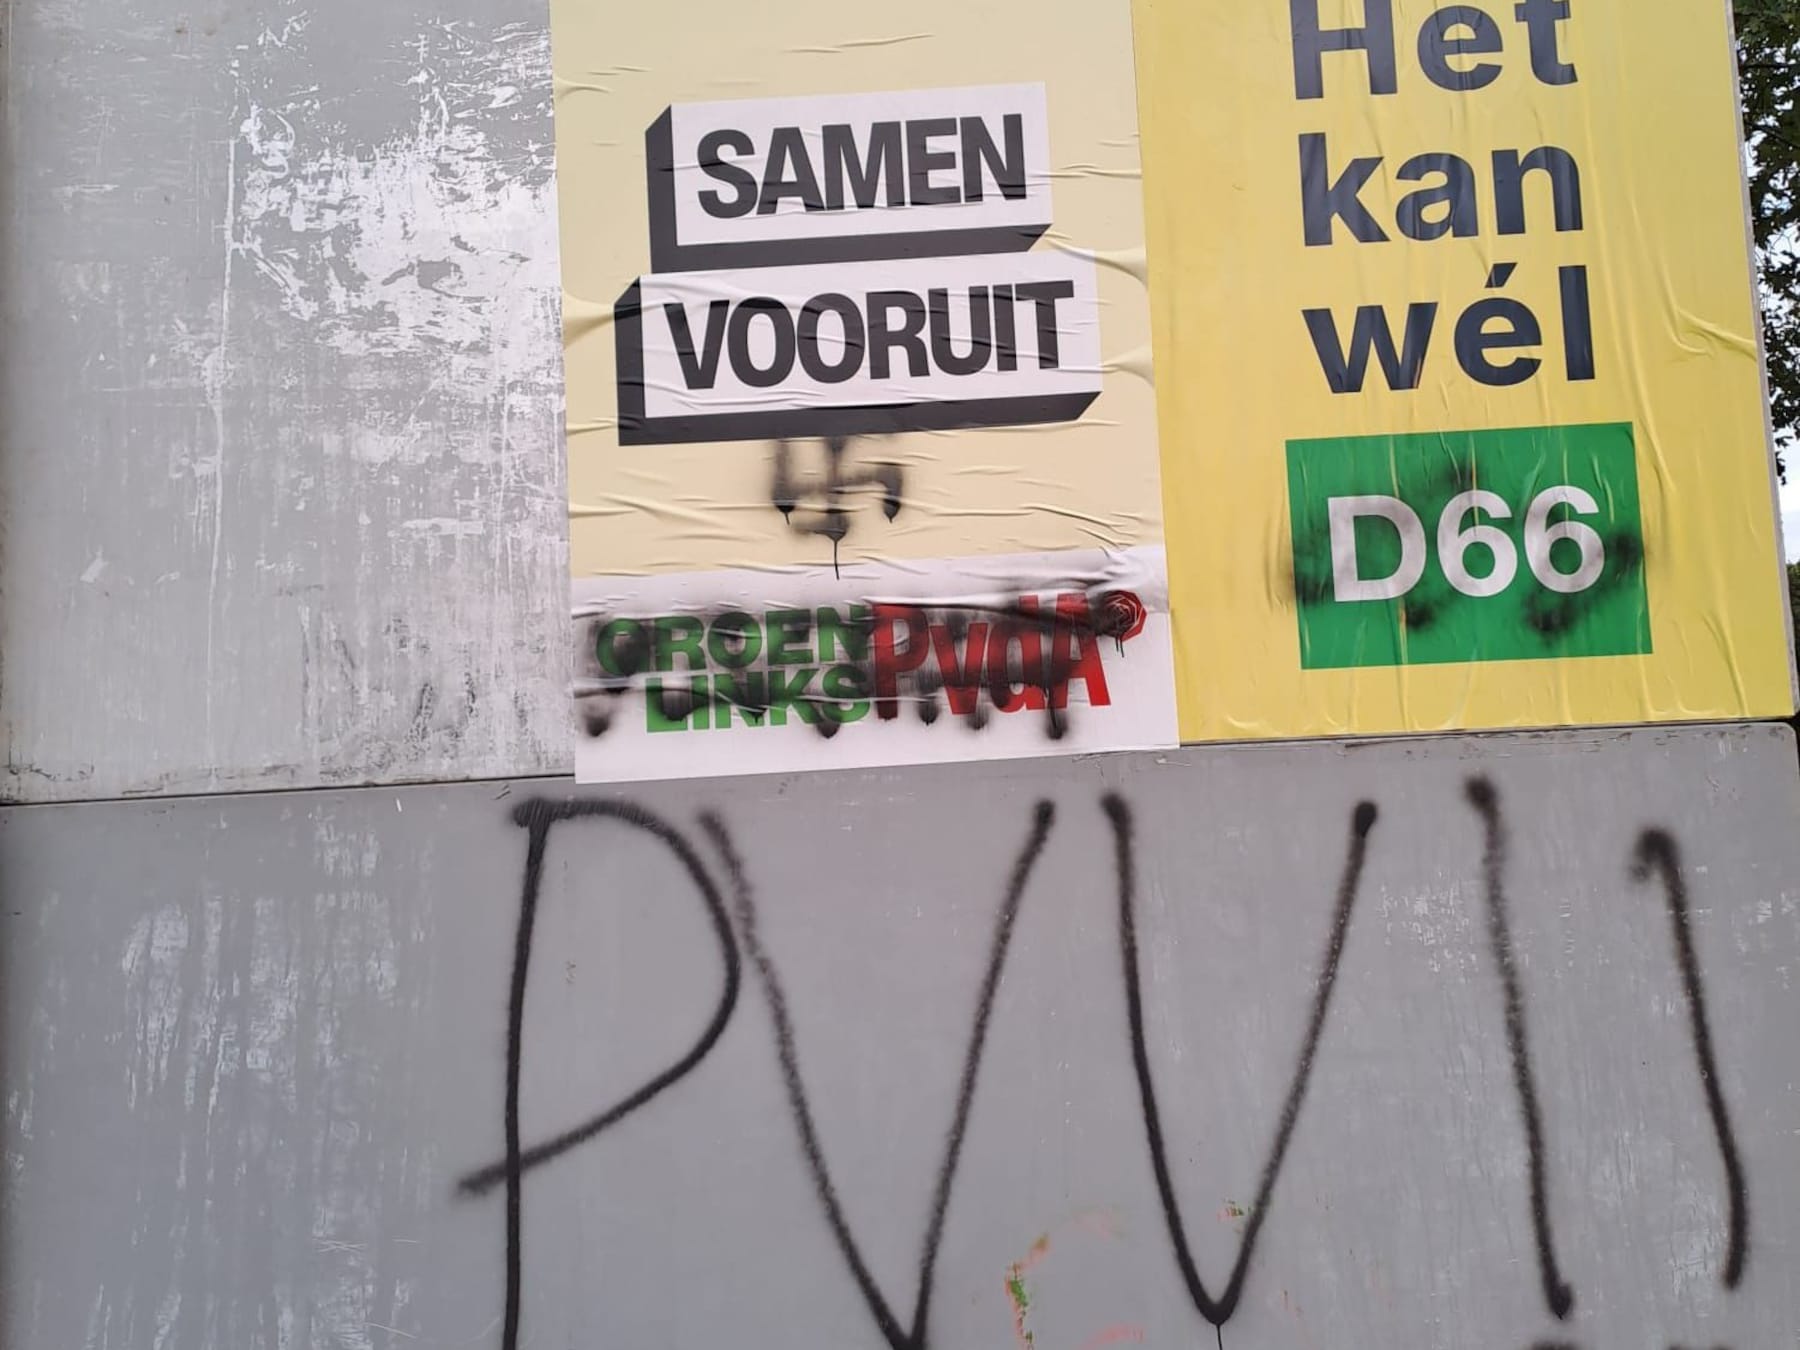 SAMEN
VOORUIT
GROEN
LINKS
PvdA
Het
kan
wél
D66
PVV!!